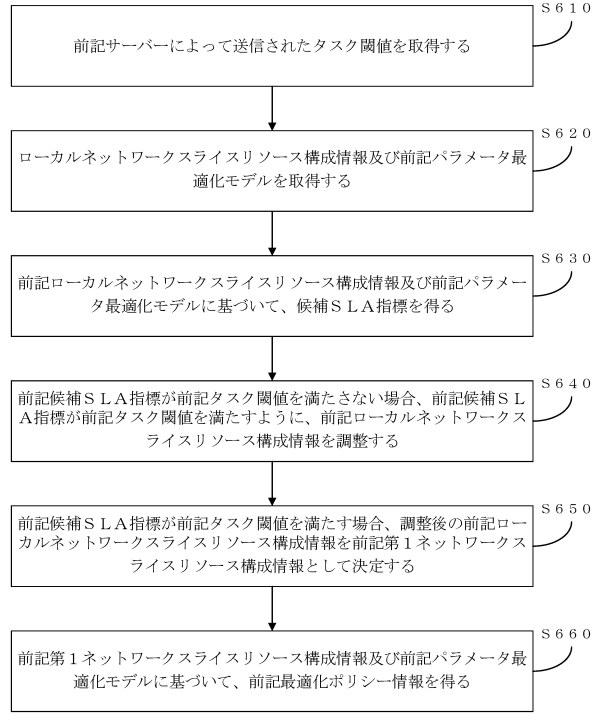 Ｓ６１０
前記サーバーによって送信されたタスク閾値を取得する
Ｓ６２０
ローカルネットワークスライスリソース構成情報及び前記パラメータ最
適化モデルを取得する
Ｓ６３０
前記ローカルネットワークスライスリソース構成情報及び前記パラメー
タ最適化モデルに基づいて、候補ＳＬＡ指標を得る
Ｓ６４０
前記候補ＳＬＡ指標が前記タスク閾値を満たさない場合、前記候補ＳＬ
Ａ指標が前記タスク閾値を満たすように、前記ローカルネットワークス
ライスリソース構成情報を調整する
Ｓ６５０
前記候補ＳＬＡ指標が前記タスク閾値を満たす場合、調整後の前記ロー
カルネットワークスライスリソース構成情報を前記第１ネットワークス
ライスリソース構成情報として決定する
Ｓ６６０
前記第１ネットワークスライスリソース構成情報及び前記パラメータ最
適化モデルに基づいて、前記最適化ポリシー情報を得る